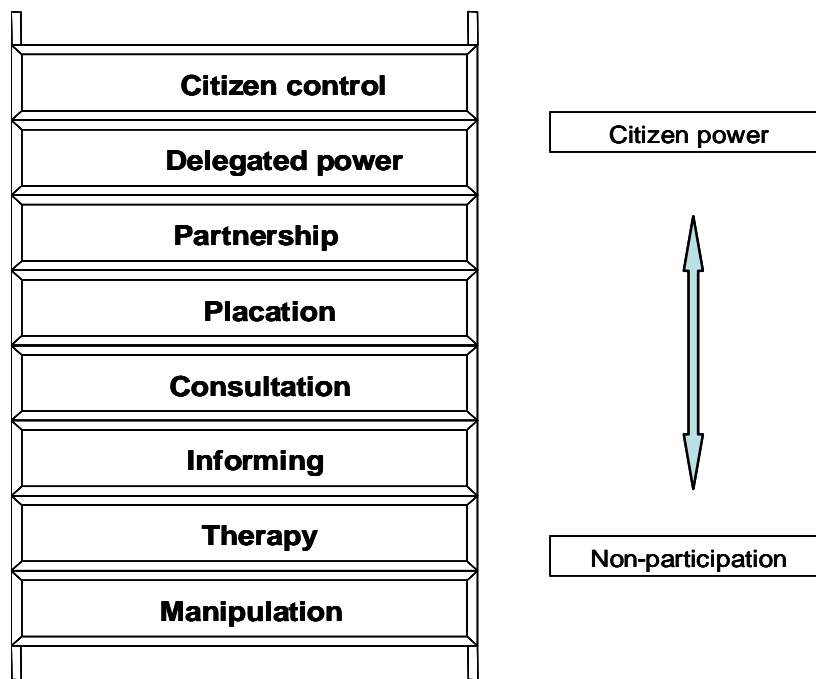 Citizen control
Delegated power
Partnership
Placation
Consultation
Informing
Therapy
Manipulation
Citizen power
Non-participation